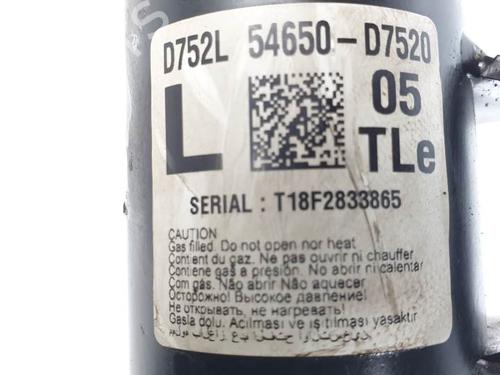 D752L 54650-D7520
L 05
TLe
SERIAL : T18F2833865
CAUTION
Gas filled. Do not open nor heat
Contient du gaz. Ne pas ouvrir ni chauffer
Contiene gas a presion. No abrir ni calentar
Com gás. Não abrir Não aquecer
Осторожно! Высокое давление!
Не открывать, не нагревать!
Gasla dolu. Açılması ve ısıtılması yasaktır